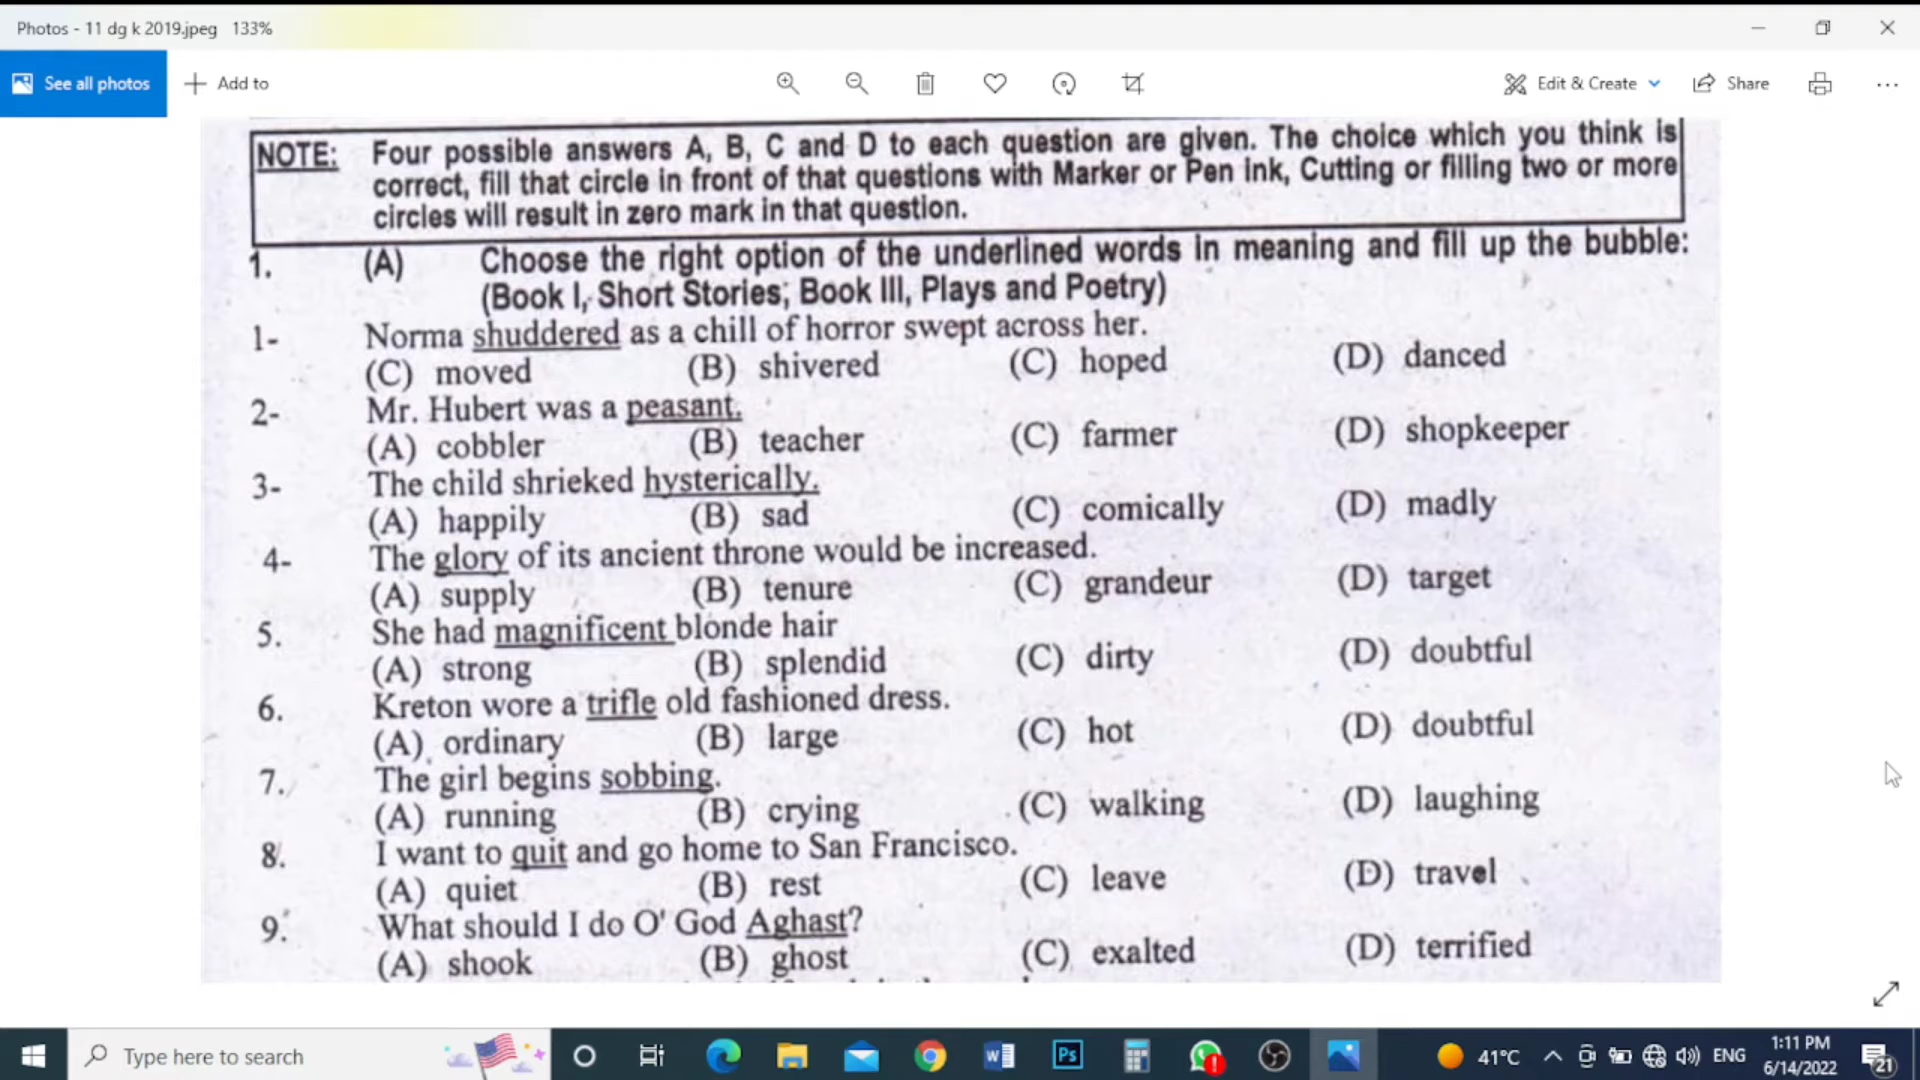 Photos - 11 dg k 2019.jpeg 133%
See all photos
Add to
Edit & Create
Share
NOTE: Four possible answers A, B, C and D to each question are given. The choice which you think is
correct, fill that circle in front of that questions with Marker or Pen ink, Cutting or filling two or more
circles will result in zero mark in that question.
1. (A) Choose the right option of the underlined words in meaning and fill up the bubble:
(Book I, Short Stories, Book III, Plays and Poetry)
1- Norma shuddered as a chill of horror swept across her.
(C) moved (B) shivered (C) hoped (D) danced
2- Mr. Hubert was a peasant.
(A) cobbler (B) teacher (C) farmer (D) shopkeeper
3- The child shrieked hysterically.
(A) happily (B) sad (C) comically (D) madly
4- The glory of its ancient throne would be increased.
(A) supply (B) tenure (C) grandeur (D) target
5. She had magnificent blonde hair
(A) strong (B) splendid (C) dirty (D) doubtful
6. Kreton wore a trifle old fashioned dress.
(A) ordinary (B) large (C) hot (D) doubtful
7. The girl begins sobbing.
(A) running (B) crying (C) walking (D) laughing
8. I want to quit and go home to San Francisco.
(A) quiet (B) rest (C) leave (D) travel
9. What should I do O' God Aghast?
(A) shook (B) ghost (C) exalted (D) terrified
Type here to search
Ps
41°C
ENG
1:11 PM
6/14/2022
21